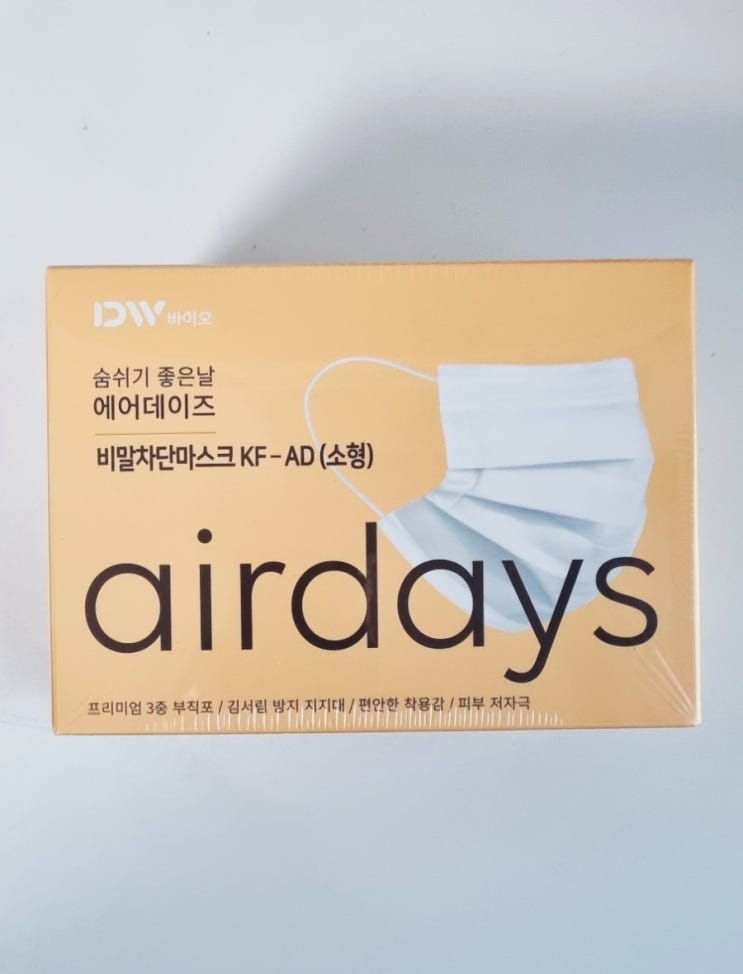 DW 바이오
숨쉬기 좋은날
에어데이즈
비말차단마스크 KF-AD (소형)
airdays
프리미엄 3중 부직포 / 김서림 방지 지지대 / 편안한 착용감 / 피부 저자극